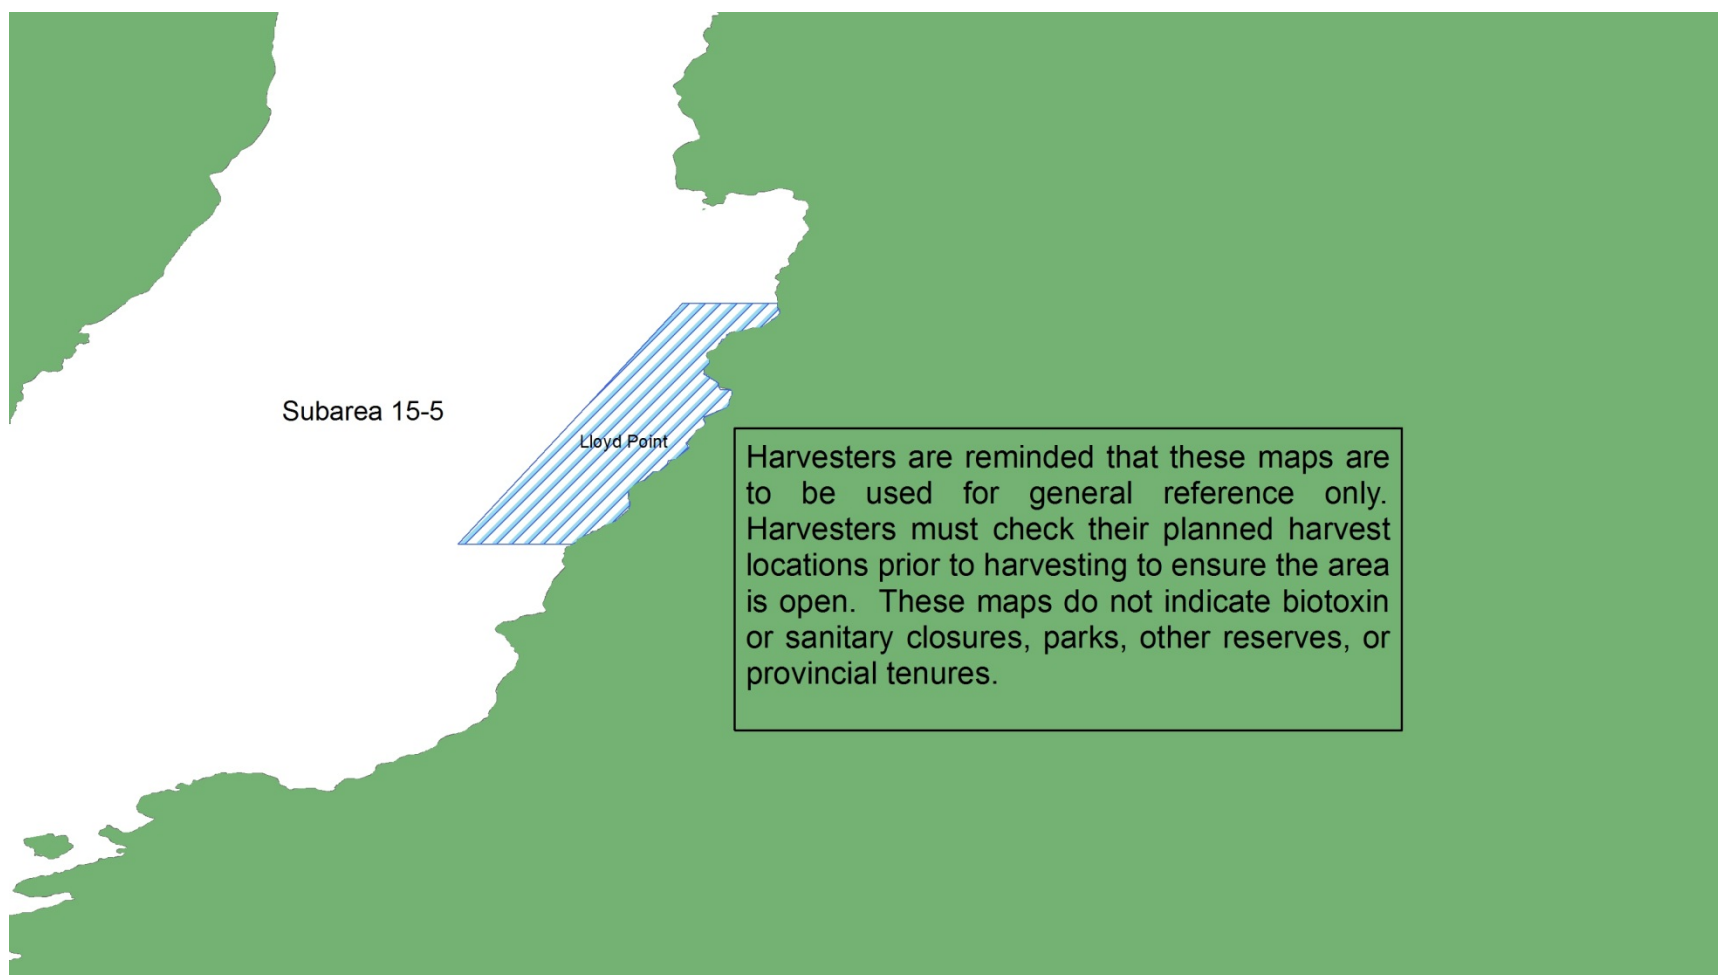 Subarea 15-5
Lloyd Point
Harvesters are reminded that these maps are
to be used for general reference only.
Harvesters must check their planned harvest
locations prior to harvesting to ensure the area
is open.  These maps do not indicate biotoxin
or sanitary closures, parks, other reserves, or
provincial tenures.